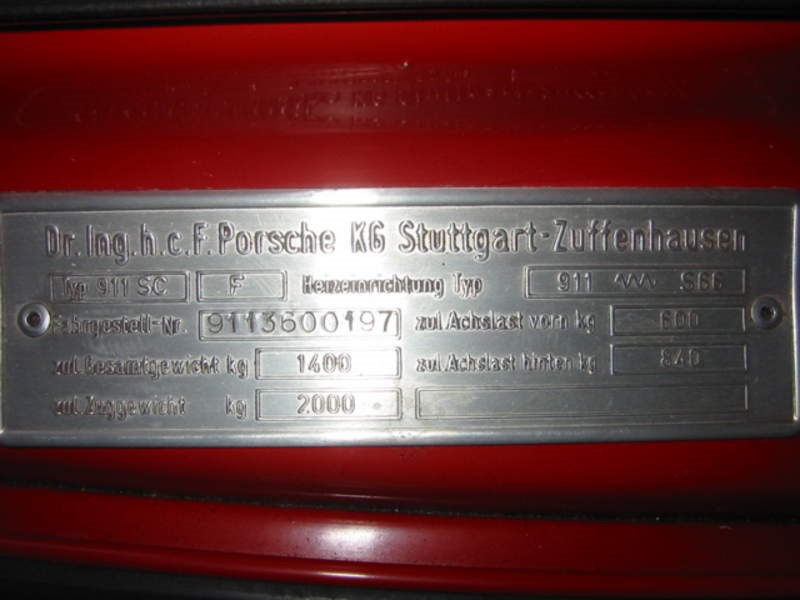 Dr. Ing. h. c. F. Porsche KG Stuttgart-Zuffenhausen
Typ 911 SC F Heizeinrichtung Typ 911 S66
Fahrgestell-Nr. 9113600197 zul. Achslast vorn kg 600
zul. Gesamtgewicht kg 1400 zul. Achslast hinten kg 840
zul. Zuggewicht kg 2000